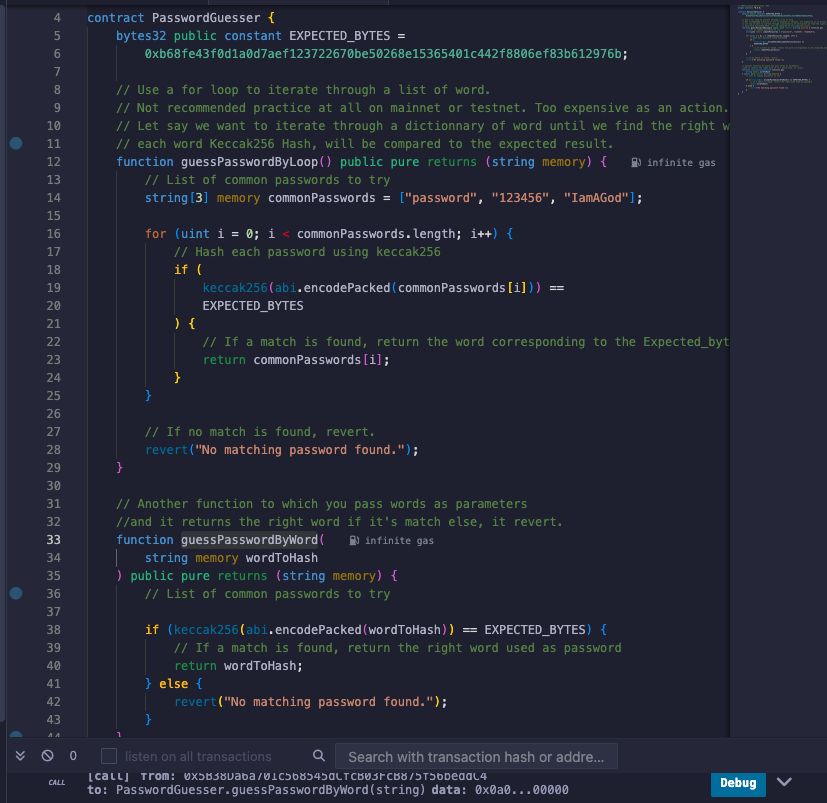 4 contract PasswordGuesser {
5 bytes32 public constant EXPECTED_BYTES =
6 0xb68fe43f0d1a0d7aef123722670be50268e15365401c442f8806ef83b612976b;
7
8 // Use a for loop to iterate through a list of word.
9 // Not recommended practice at all on mainnet or testnet. Too expensive as an action.
10 // Let say we want to iterate through a dictionnary of word until we find the right w
11 // each word Keccak256 Hash, will be compared to the expected result.
12 function guessPasswordByLoop() public pure returns (string memory) { infinite gas
13 // List of common passwords to try
14 string[3] memory commonPasswords = ["password", "123456", "IamAGod"];
15
16 for (uint i = 0; i < commonPasswords.length; i++) {
17 // Hash each password using keccak256
18 if (
19 keccak256(abi.encodePacked(commonPasswords[i])) ==
20 EXPECTED_BYTES
21 ) {
22 // If a match is found, return the word corresponding to the Expected_byt
23 return commonPasswords[i];
24 }
25 }
26
27 // If no match is found, revert.
28 revert("No matching password found.");
29 }
30
31 // Another function to which you pass words as parameters
32 //and it returns the right word if it's match else, it revert.
33 function guessPasswordByWord( infinite gas
34 string memory wordToHash
35 ) public pure returns (string memory) {
36 // List of common passwords to try
37
38 if (keccak256(abi.encodePacked(wordToHash)) == EXPECTED_BYTES) {
39 // If a match is found, return the right word used as password
40 return wordToHash;
41 } else {
42 revert("No matching password found.");
43 }
44 }
0 listen on all transactions Search with transaction hash or addre...
CALL [call] from: 0x5B38Da6a701c568545dCfcB03FcB875f56beddC4
to: PasswordGuesser.guessPasswordByWord(string) data: 0x0a0...00000 Debug